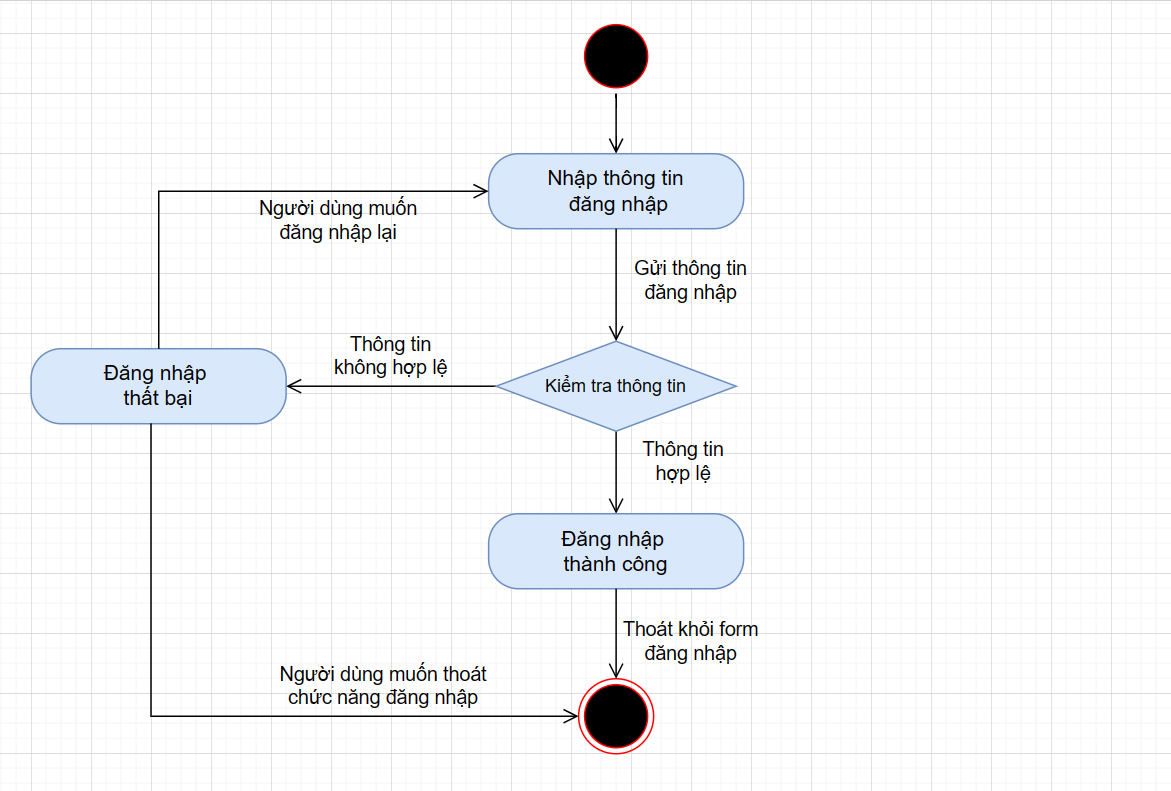 Nhập thông tin
đăng nhập
Người dùng muốn
đăng nhập lại
Gửi thông tin
đăng nhập
Thông tin
không hợp lệ
Đăng nhập
thất bại
Kiểm tra thông tin
Thông tin
hợp lệ
Đăng nhập
thành công
Thoát khỏi form
đăng nhập
Người dùng muốn thoát
chức năng đăng nhập